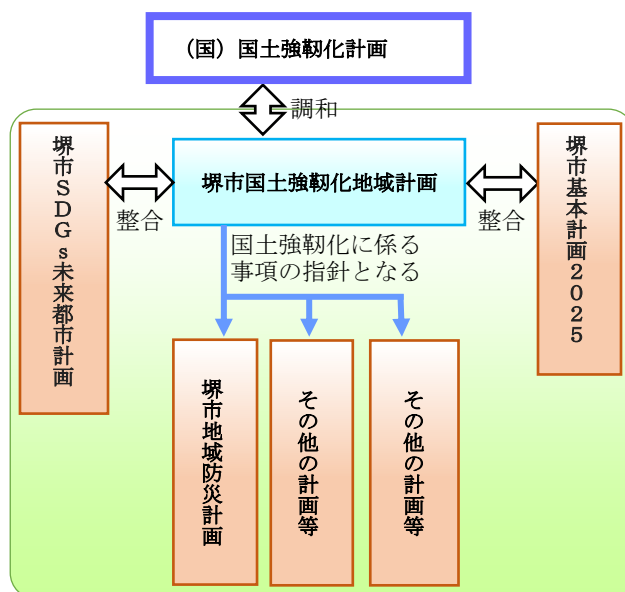 （国）国土強靭化計画
調和
堺市ＳＤＧｓ未来都市計画
整合
堺市国土強靭化地域計画
整合
堺市基本計画２０２５
国土強靭化に係る
事項の指針となる
堺市地域防災計画
その他の計画等
その他の計画等